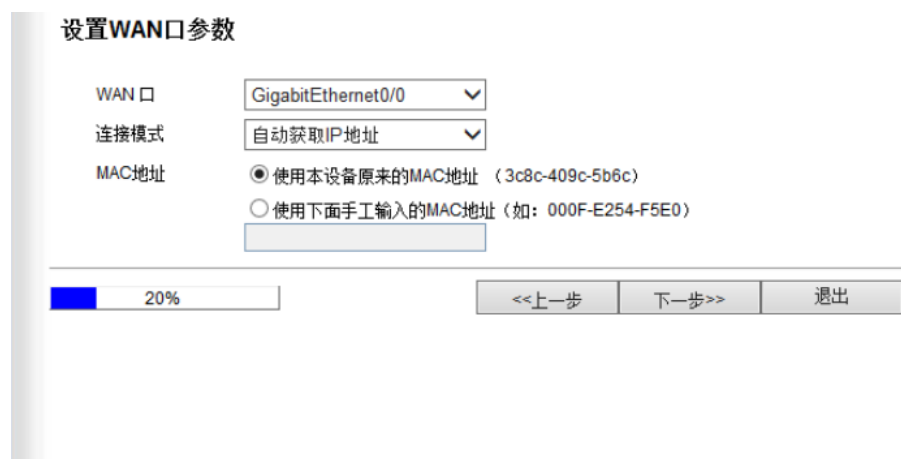 设置WAN口参数
WAN 口 GigabitEthernet0/0
连接模式 自动获取IP地址
MAC地址 使用本设备原来的MAC地址 （3c8c-409c-5b6c）
使用下面手工输入的MAC地址（如：000F-E254-F5E0）
20% <<上一步 下一步>> 退出